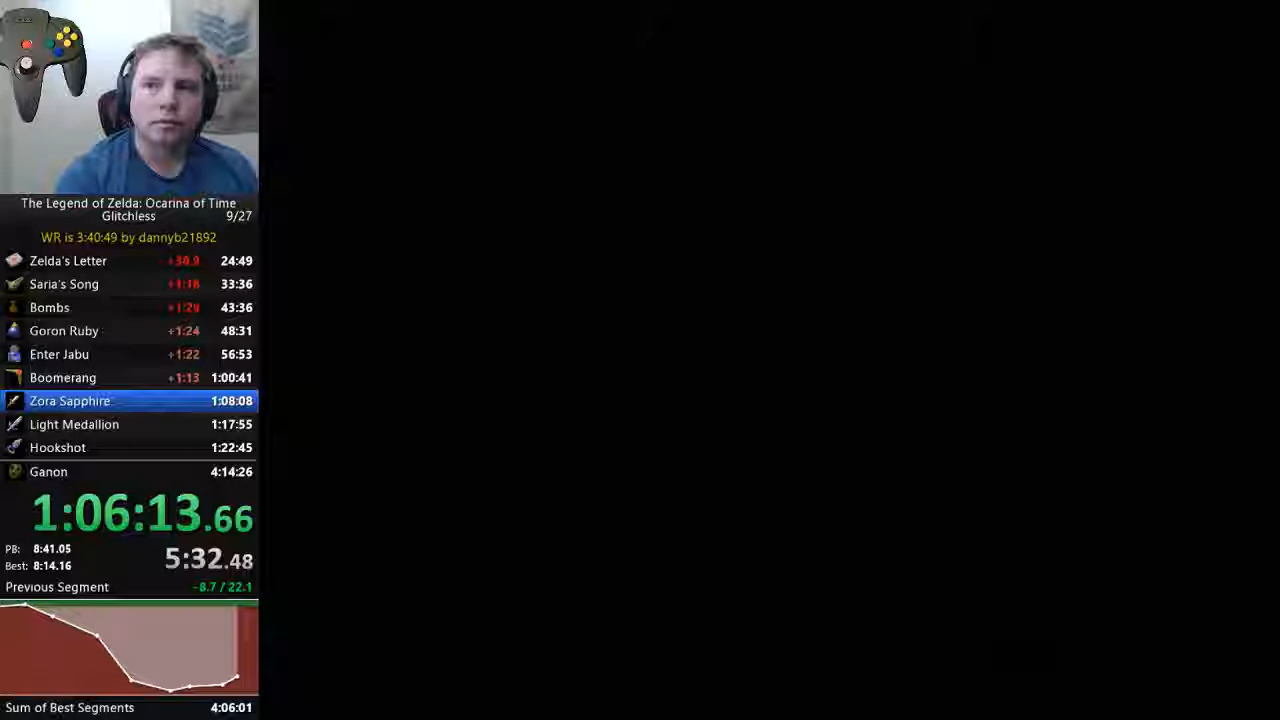 The Legend of Zelda: Ocarina of Time
Glitchless 9/27
WR is 3:40:49 by dannyb21892
Zelda's Letter +30.9 24:49
Saria's Song +1:18 33:36
Bombs +1:29 43:36
Goron Ruby +1:24 48:31
Enter Jabu +1:22 56:53
Boomerang +1:13 1:00:41
Zora Sapphire 1:08:08
Light Medallion 1:17:55
Hookshot 1:22:45
Ganon 4:14:26
1:06:13.66
PB: 8:41.05
Best: 8:14.16
5:32.48
Previous Segment -8.7 / 22.1
Sum of Best Segments 4:06:01